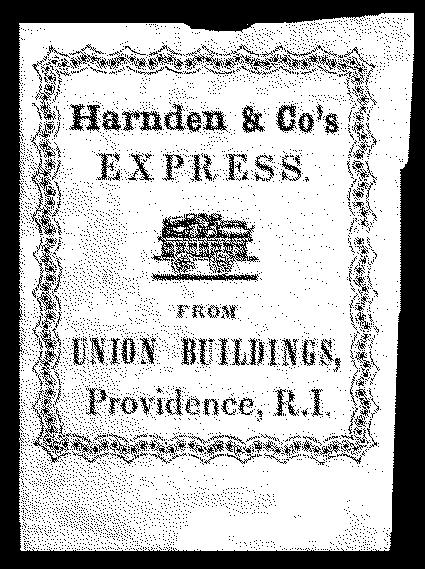 Harnden & Co's
EXPRESS.
FROM
UNION BUILDINGS,
Providence, R.I.